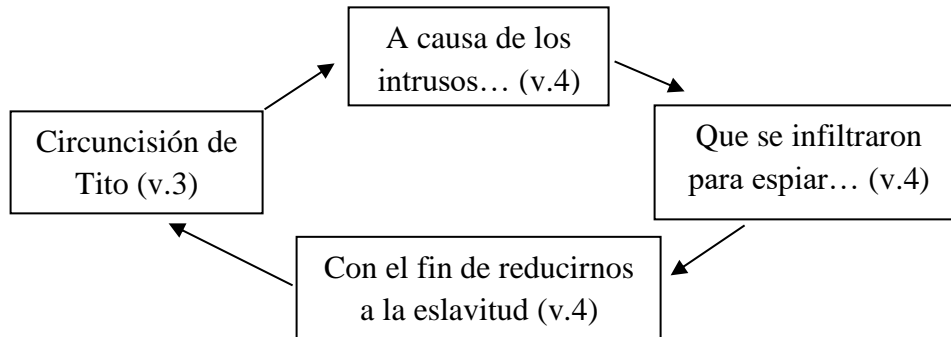 A causa de los
intrusos… (v.4)
Circuncisión de
Tito (v.3)
Que se infiltraron
para espiar… (v.4)
Con el fin de reducirnos
a la eslavitud (v.4)